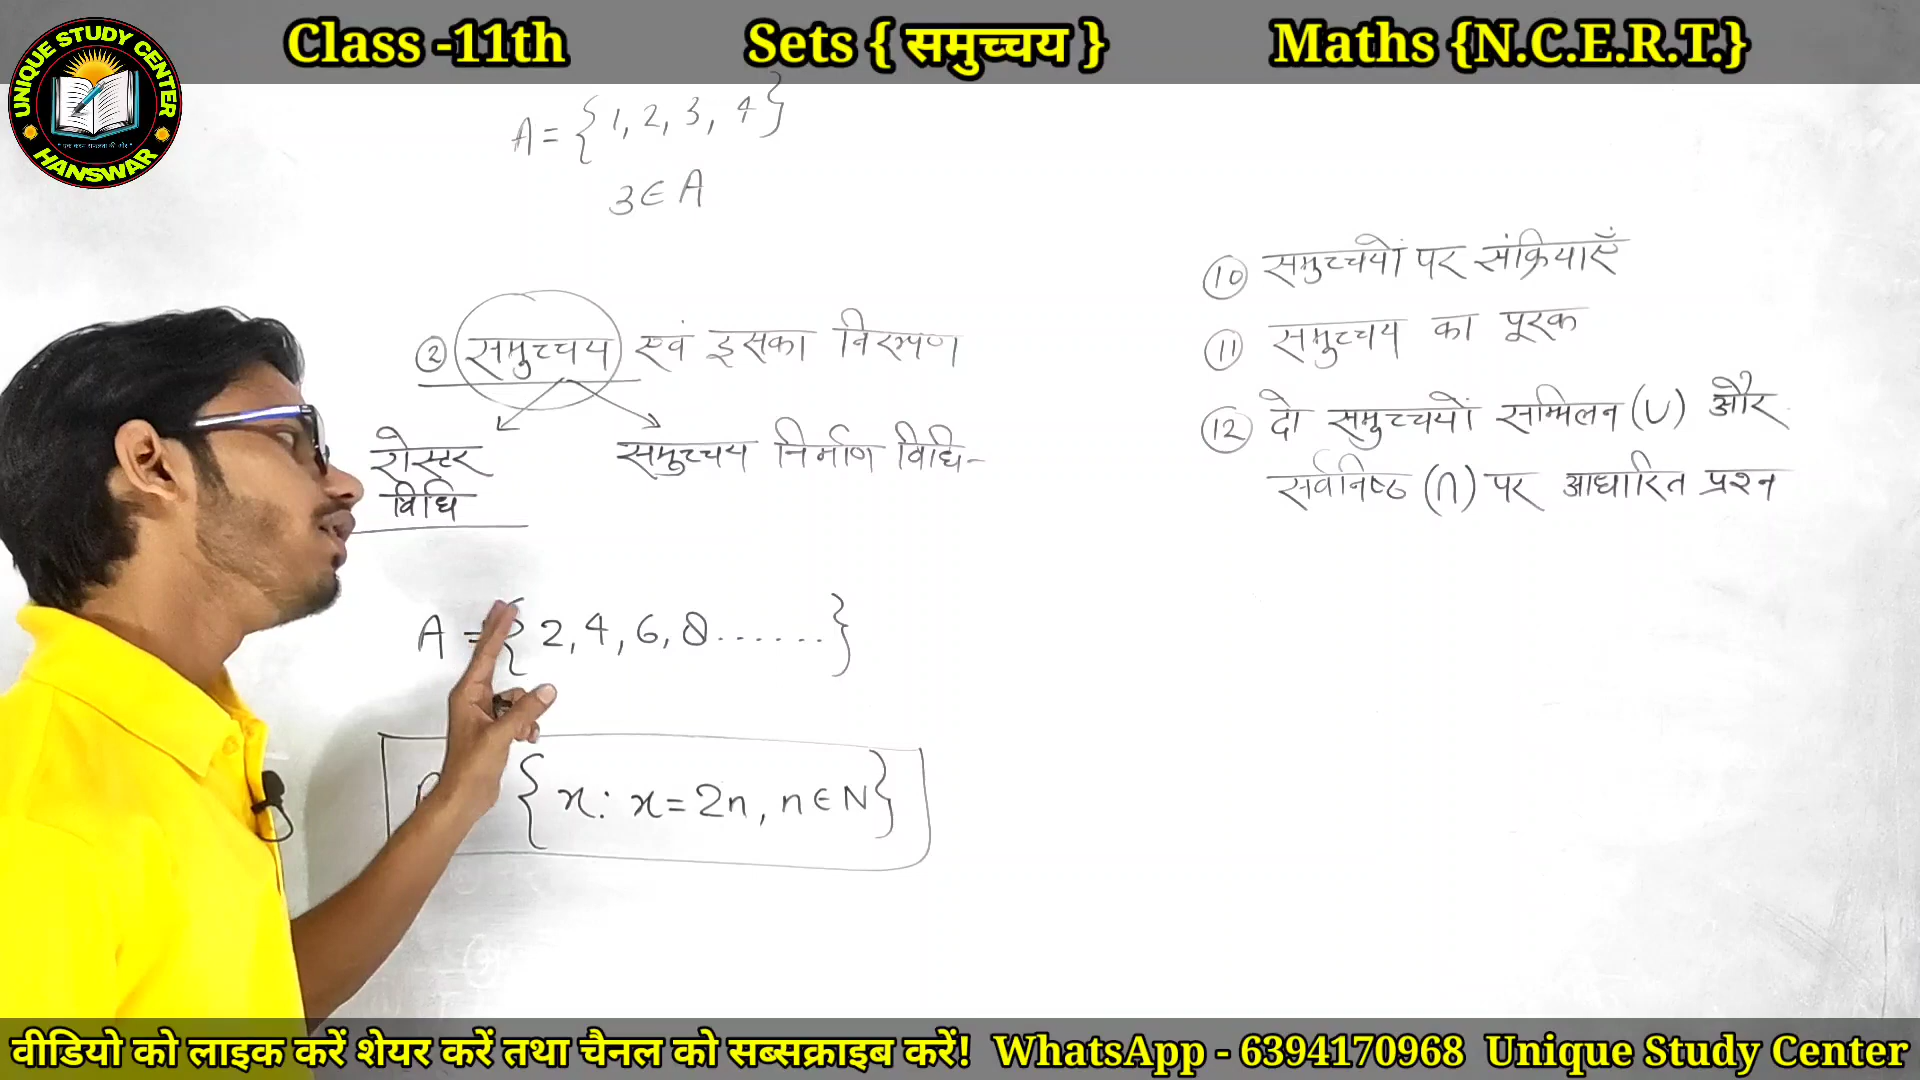 Class -11th Sets { समुच्चय } Maths {N.C.E.R.T.}
UNIQUE STUDY CENTER
HANSWAR
A = {1, 2, 3, 4}
3 ∈ A
② समुच्चय एवं इसका निरूपण
रोस्टर विधि
समुच्चय निर्माण विधि-
A = { 2, 4, 6, 8 ...... }
{ x : x = 2n, n ∈ N }
⑩ समुच्चयों पर संक्रियाएँ
⑪ समुच्चय का पूरक
⑫ दो समुच्चयों सम्मिलन (∪) और
सर्वनिष्ठ (∩) पर आधारित प्रश्न
वीडियो को लाइक करें शेयर करें तथा चैनल को सब्सक्राइब करें! WhatsApp - 6394170968 Unique Study Center